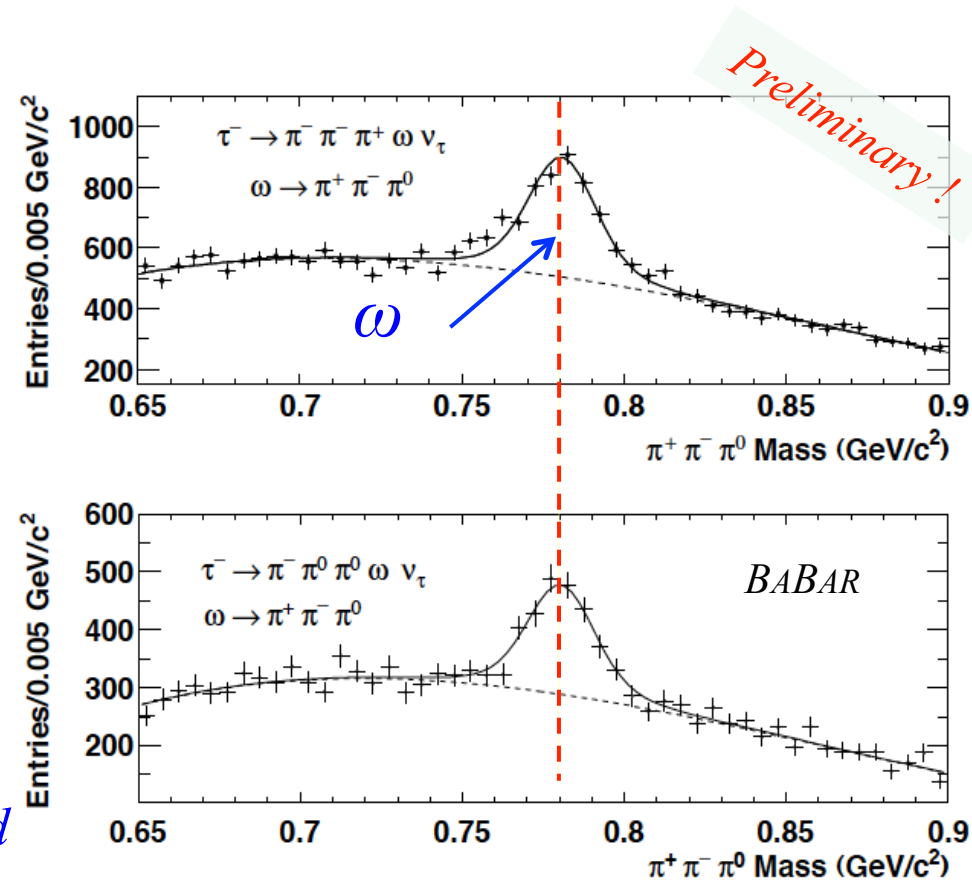 Preliminary !
Entries/0.005 GeV/c²
1000
800
600
400
200
τ⁻ → π⁻ π⁻ π⁺ ω ν_τ
ω → π⁺ π⁻ π⁰
ω
0.65 0.7 0.75 0.8 0.85 0.9
π⁺ π⁻ π⁰ Mass (GeV/c²)
Entries/0.005 GeV/c²
600
500
400
300
200
τ⁻ → π⁻ π⁰ π⁰ ω ν_τ
ω → π⁺ π⁻ π⁰
BABAR
d
0.65 0.7 0.75 0.8 0.85 0.9
π⁺ π⁻ π⁰ Mass (GeV/c²)